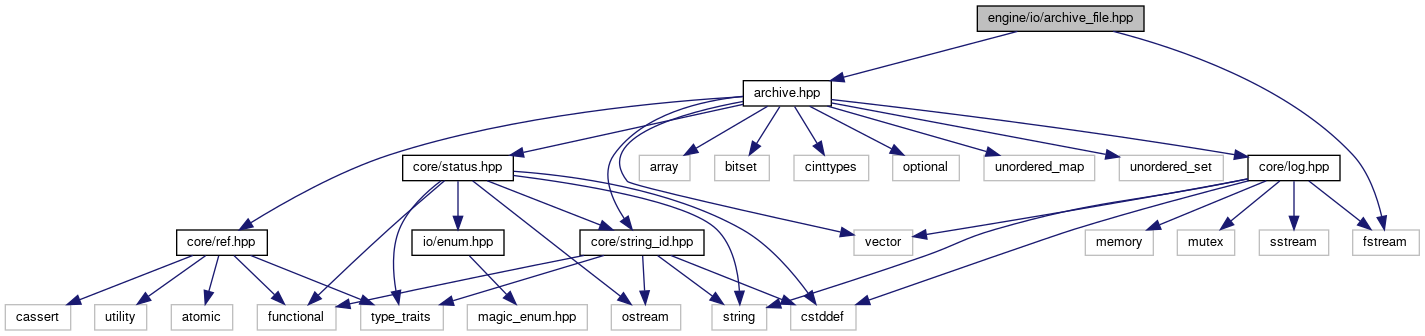 engine/io/archive_file.hpp
archive.hpp
core/status.hpp
array
bitset
cinttypes
optional
unordered_map
unordered_set
core/log.hpp
core/ref.hpp
io/enum.hpp
core/string_id.hpp
vector
memory
mutex
sstream
fstream
cassert
utility
atomic
functional
type_traits
magic_enum.hpp
ostream
string
cstddef